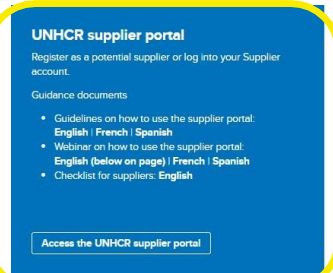 UNHCR supplier portal
Register as a potential supplier or log into your Supplier
account.
Guidance documents
• Guidelines on how to use the supplier portal:
English | French | Spanish
• Webinar on how to use the supplier portal:
English (below on page) | French | Spanish
• Checklist for suppliers: English
Access the UNHCR supplier portal